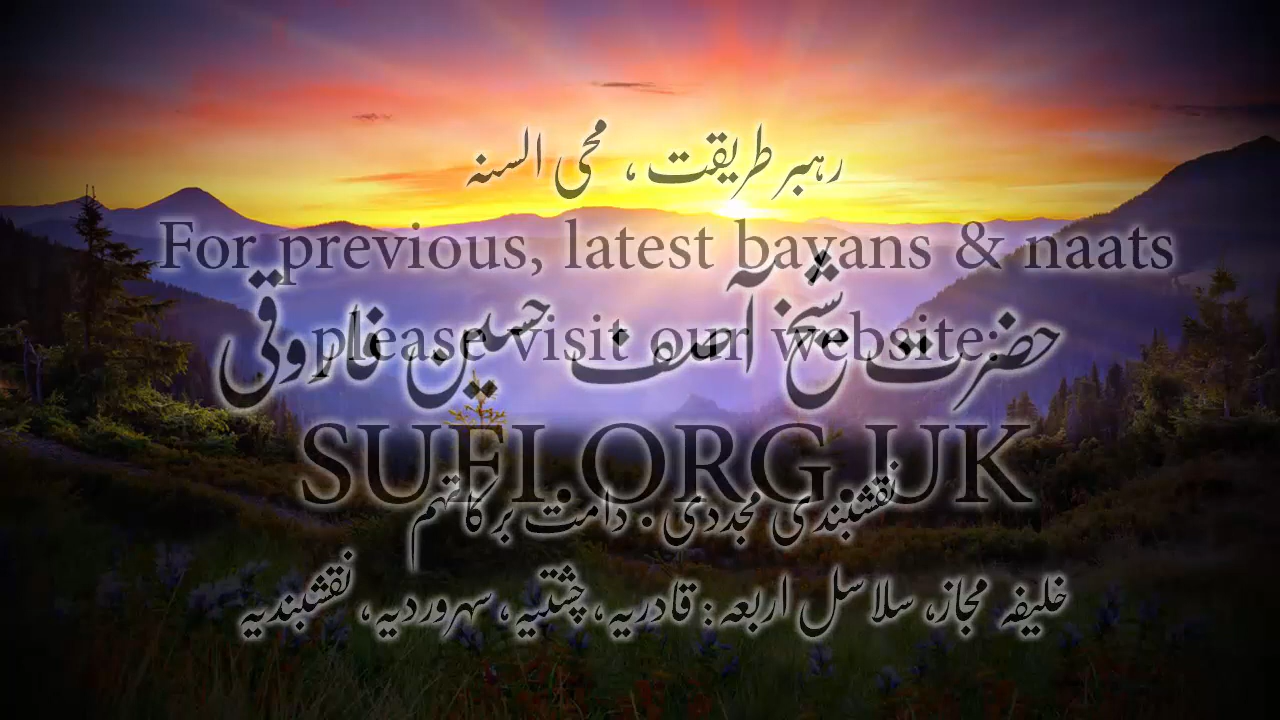 رہبر طریقت، محی السنہ
For previous, latest bayans & naats
حضرت شیخ آصف حسین فاروقی
please visit our website:
SUFI.ORG.UK
نقشبندی مجددی . دامت برکاتہم
خلیفہ مجاز، سلاسل اربعہ: قادریہ، چشتیہ، سہروردیہ، نقشبندیہ